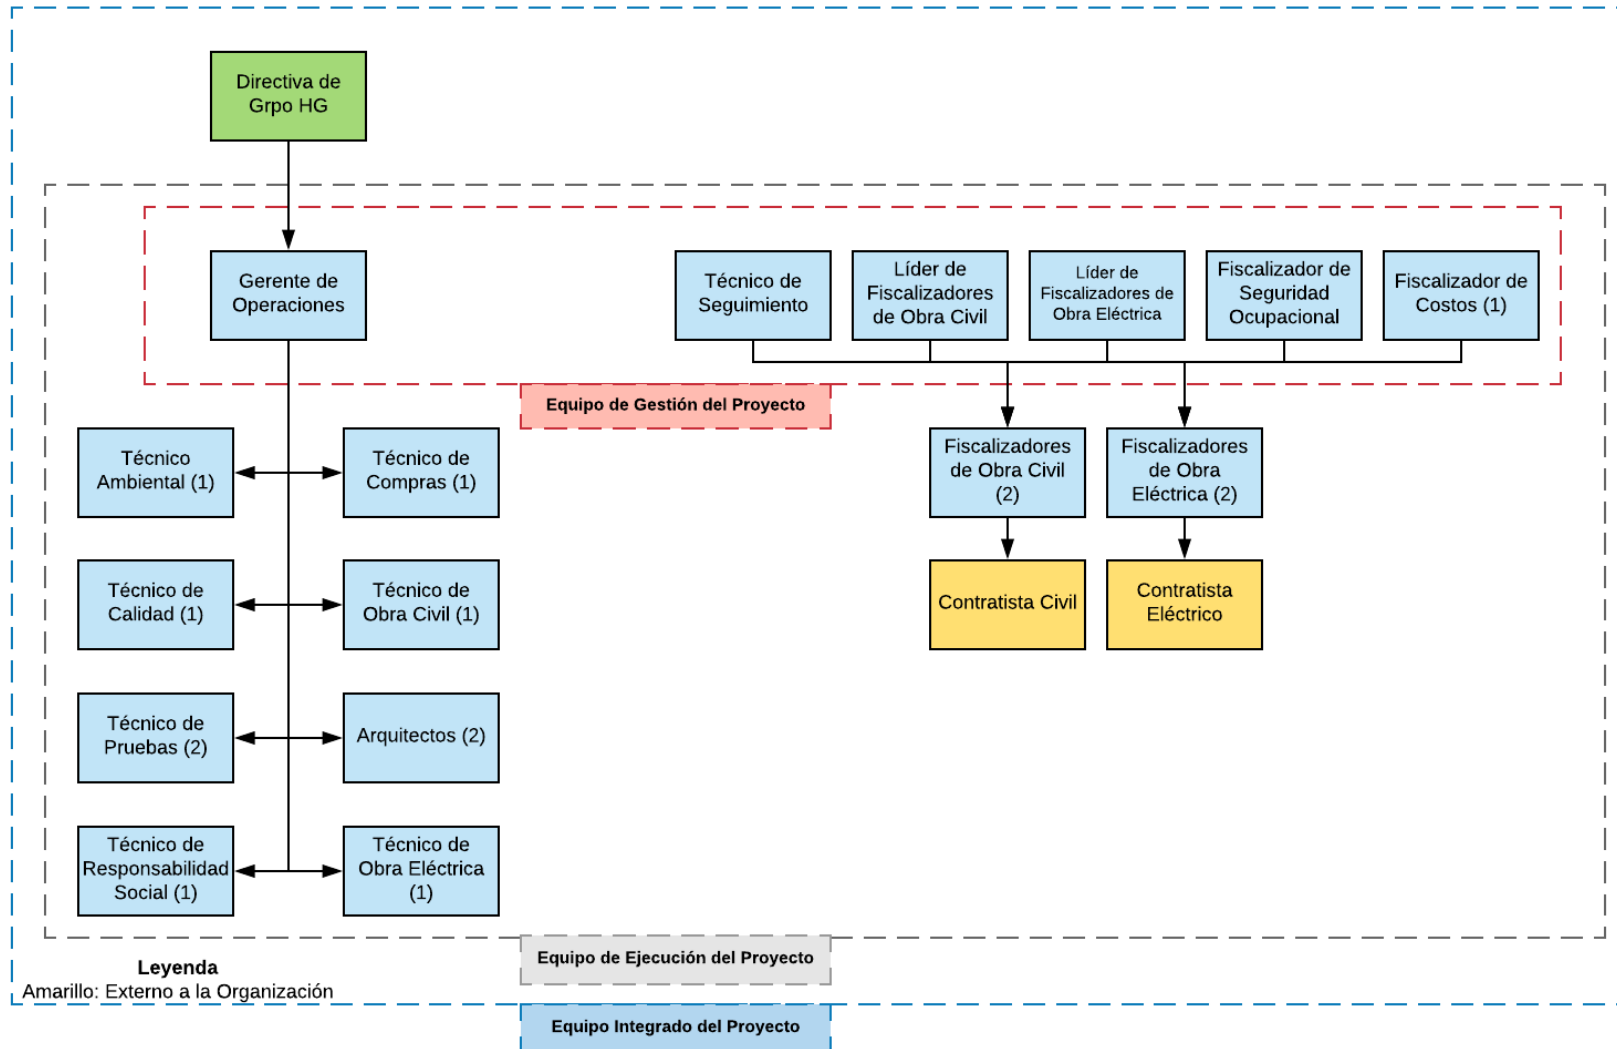 Directiva de
Grpo HG
Gerente de
Operaciones
Técnico de
Seguimiento
Líder de
Fiscalizadores
de Obra Civil
Líder de
Fiscalizadores de
Obra Eléctrica
Fiscalizador de
Seguridad
Ocupacional
Fiscalizador de
Costos (1)
Equipo de Gestión del Proyecto
Técnico
Ambiental (1)
Técnico de
Compras (1)
Fiscalizadores
de Obra Civil
(2)
Fiscalizadores
de Obra
Eléctrica (2)
Técnico de
Calidad (1)
Técnico de
Obra Civil (1)
Contratista Civil
Contratista
Eléctrico
Técnico de
Pruebas (2)
Arquitectos (2)
Técnico de
Responsabilidad
Social (1)
Técnico de
Obra Eléctrica
(1)
Equipo de Ejecución del Proyecto
Leyenda
Amarillo: Externo a la Organización
Equipo Integrado del Proyecto